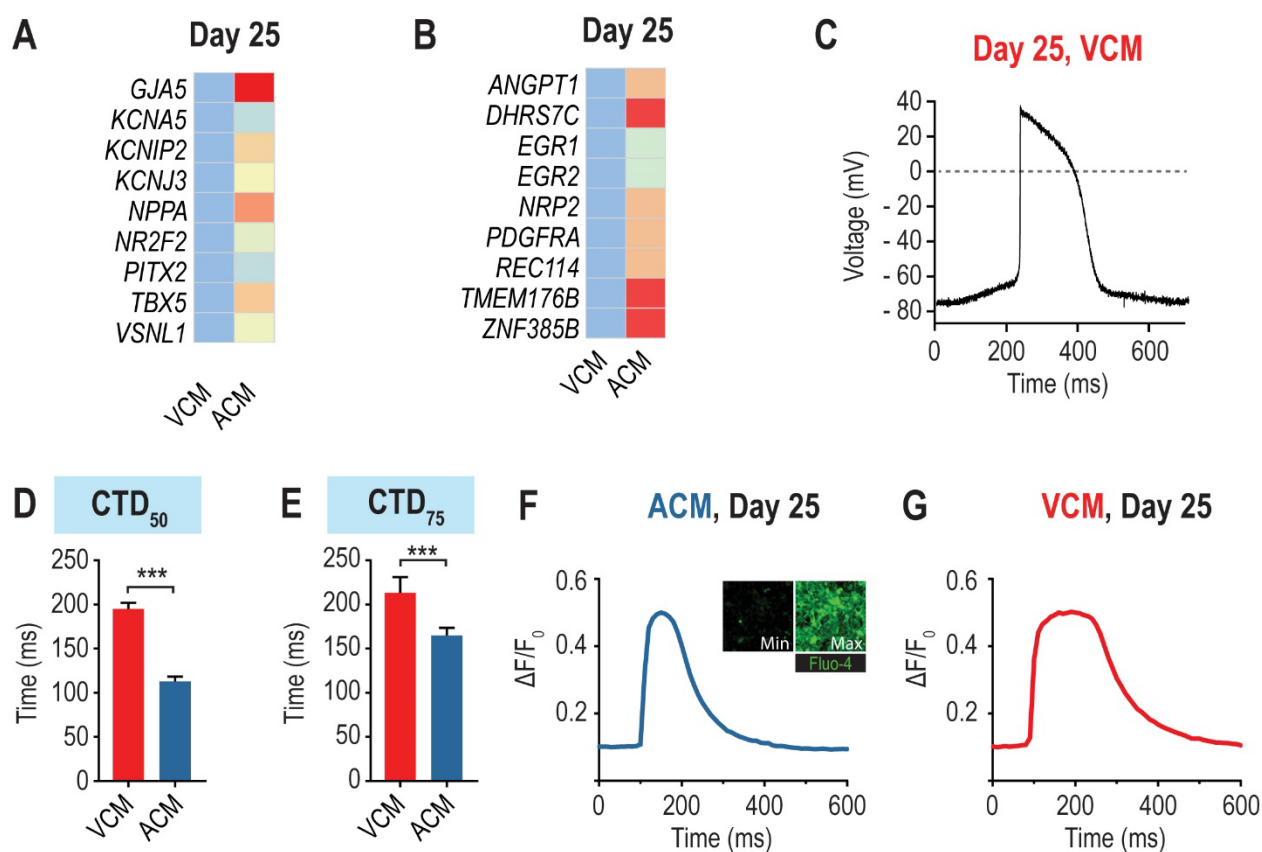 A
Day 25
GJA5
KCNA5
KCNIP2
KCNJ3
NPPA
NR2F2
PITX2
TBX5
VSNL1
VCM
ACM
B
Day 25
ANGPT1
DHRS7C
EGR1
EGR2
NRP2
PDGFRA
REC114
TMEM176B
ZNF385B
VCM
ACM
C
Day 25, VCM
Voltage (mV)
40
20
0
- 20
- 40
- 60
- 80
0 200 400 600
Time (ms)
D
CTD50
Time (ms)
250
200
150
100
50
0
***
VCM
ACM
E
CTD75
250
200
150
100
50
0
***
VCM
ACM
F
ACM, Day 25
ΔF/F0
0.6
0.4
0.2
Min
Max
Fluo-4
0 200 400 600
Time (ms)
G
VCM, Day 25
ΔF/F0
0.6
0.4
0.2
0 200 400 600
Time (ms)